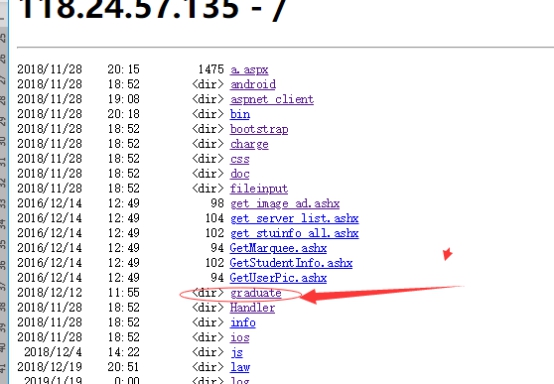 118.24.57.135 - /
2018/11/28 20:15 1475 a.aspx
2018/11/28 18:52 <dir> android
2018/11/28 19:08 <dir> aspnet_client
2018/11/28 20:18 <dir> bin
2018/11/28 18:52 <dir> bootstrap
2018/11/28 18:52 <dir> charge
2018/11/28 18:52 <dir> css
2018/11/28 18:52 <dir> doc
2018/11/28 18:52 <dir> fileinput
2016/12/14 12:49 98 get_image_ad.ashx
2016/12/14 12:49 104 get_server_list.ashx
2016/12/14 12:49 102 get_stuinfo_all.ashx
2016/12/14 12:49 94 GetMarquee.ashx
2016/12/14 12:49 102 GetStudentInfo.ashx
2016/12/14 12:49 94 GetUserPic.ashx
2018/12/12 11:55 <dir> graduate
2018/11/28 18:52 <dir> Handler
2018/11/28 18:52 <dir> info
2018/11/28 18:52 <dir> ios
2018/12/4 14:22 <dir> js
2018/12/19 20:51 <dir> law
2019/1/19 0:00 <dir> log